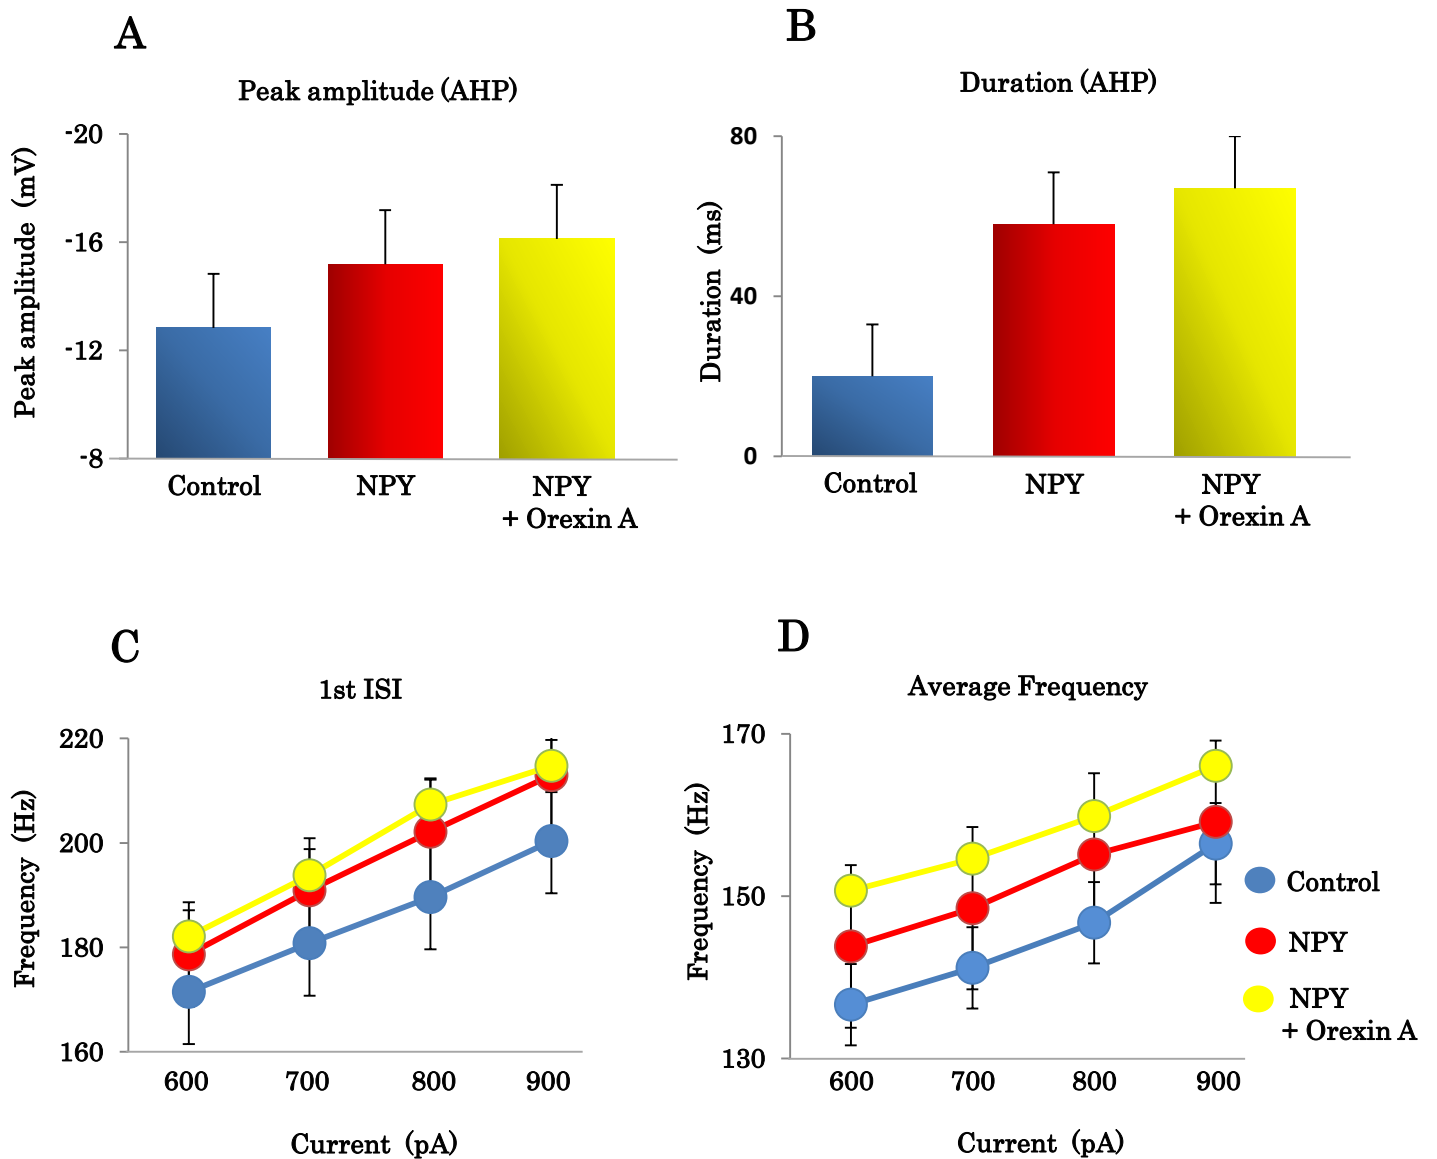 A
Peak amplitude (AHP)
Peak amplitude (mV)
-20
-16
-12
-8
Control
NPY
NPY
+ Orexin A
B
Duration (AHP)
Duration (ms)
80
40
0
Control
NPY
NPY
+ Orexin A
C
1st ISI
Frequency (Hz)
220
200
180
160
600
700
800
900
Current (pA)
D
Average Frequency
Frequency (Hz)
170
150
130
600
700
800
900
Current (pA)
Control
NPY
NPY
+ Orexin A